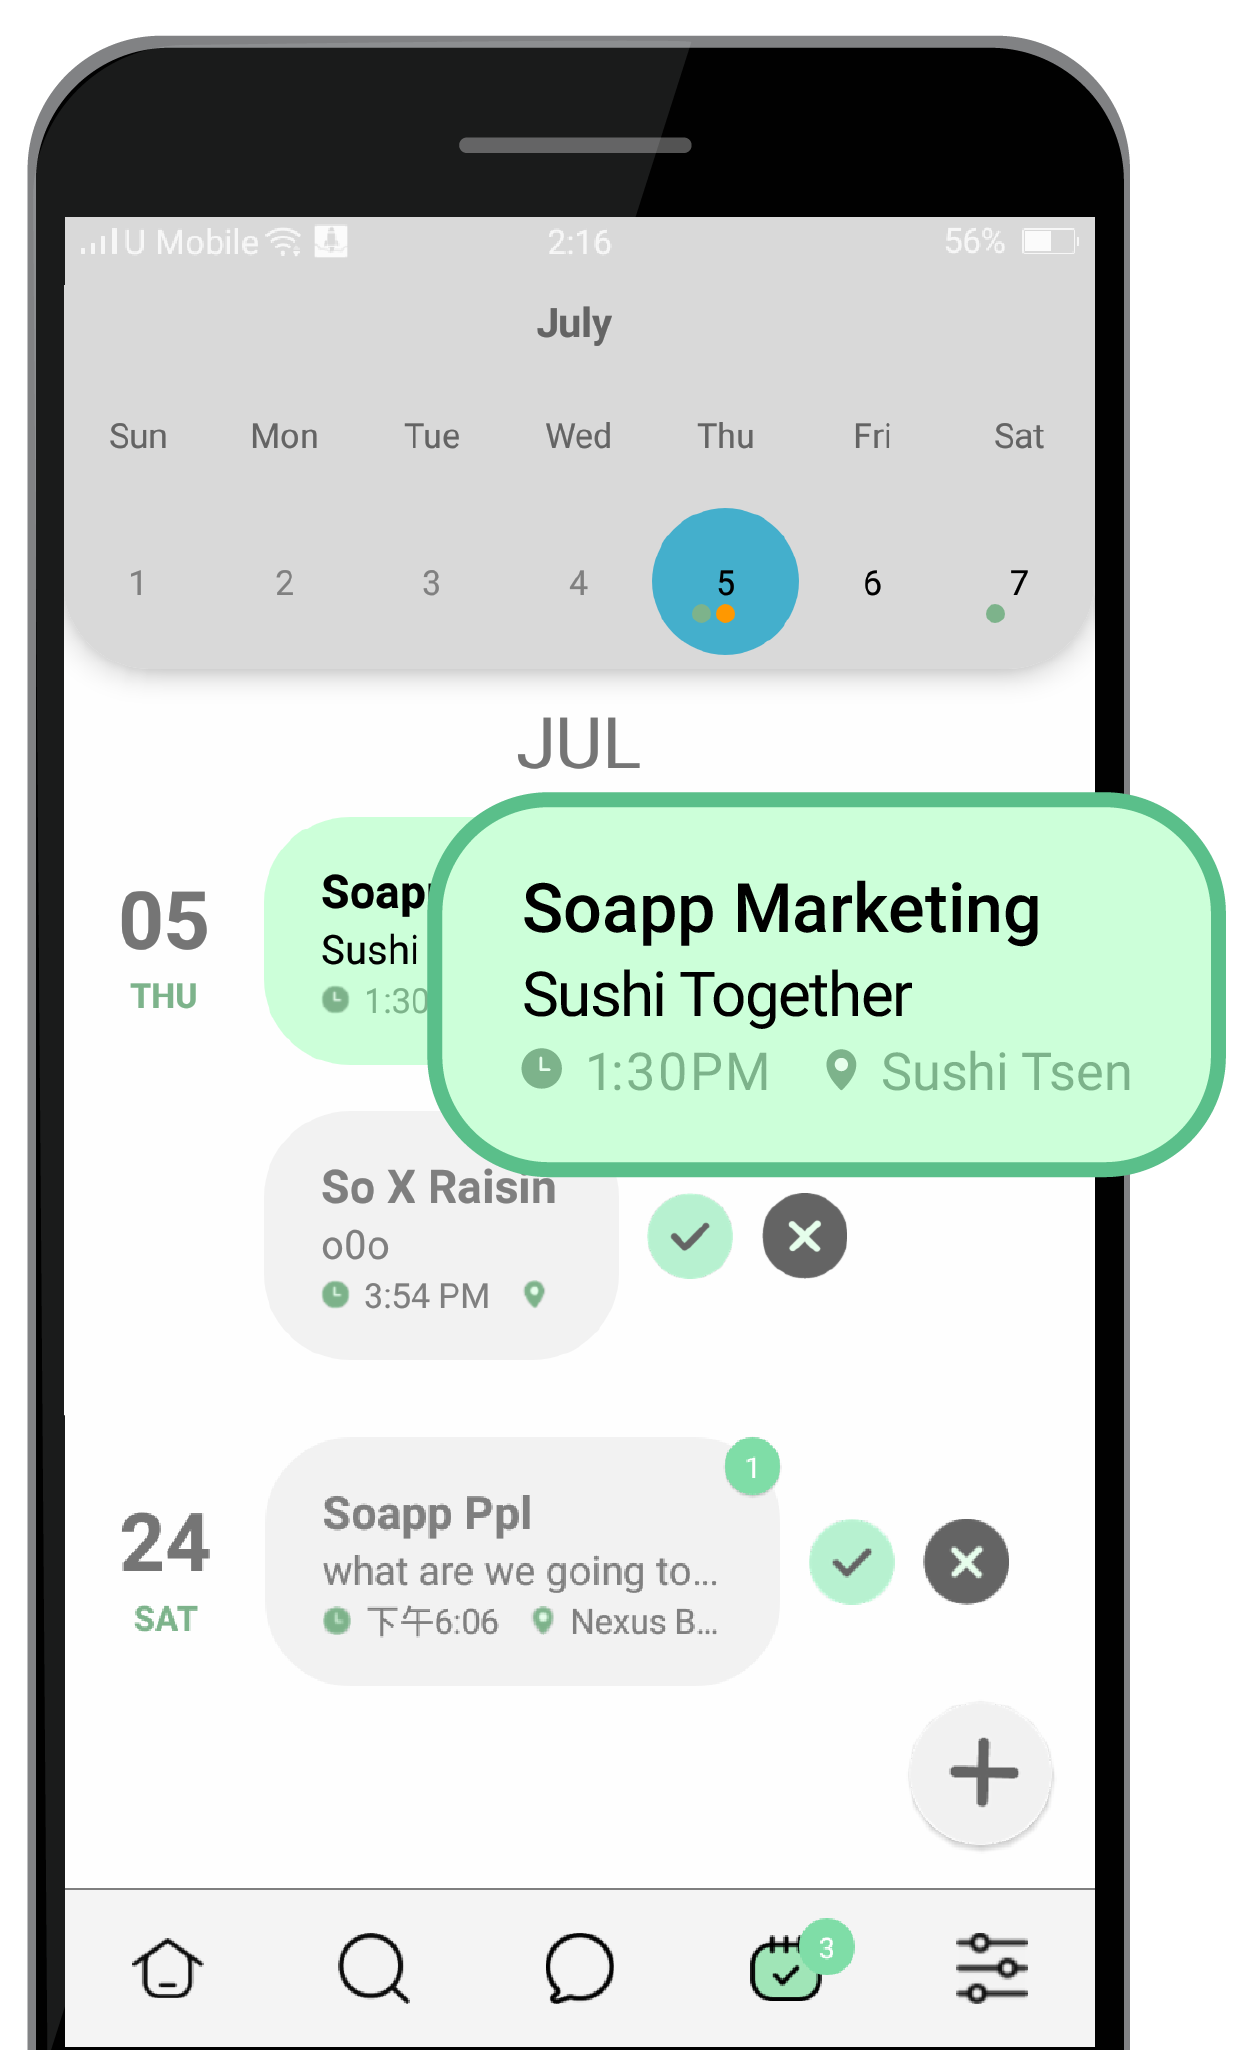 U Mobile 2:16 56%
July
Sun Mon Tue Wed Thu Fri Sat
1 2 3 4 5 6 7
JUL
05
THU
Soapp
Sushi
1:30
Soapp Marketing
Sushi Together
1:30PM Sushi Tsen
So X Raisin
o0o
3:54 PM
24
SAT
1
Soapp Ppl
what are we going to...
下午6:06 Nexus B...
3